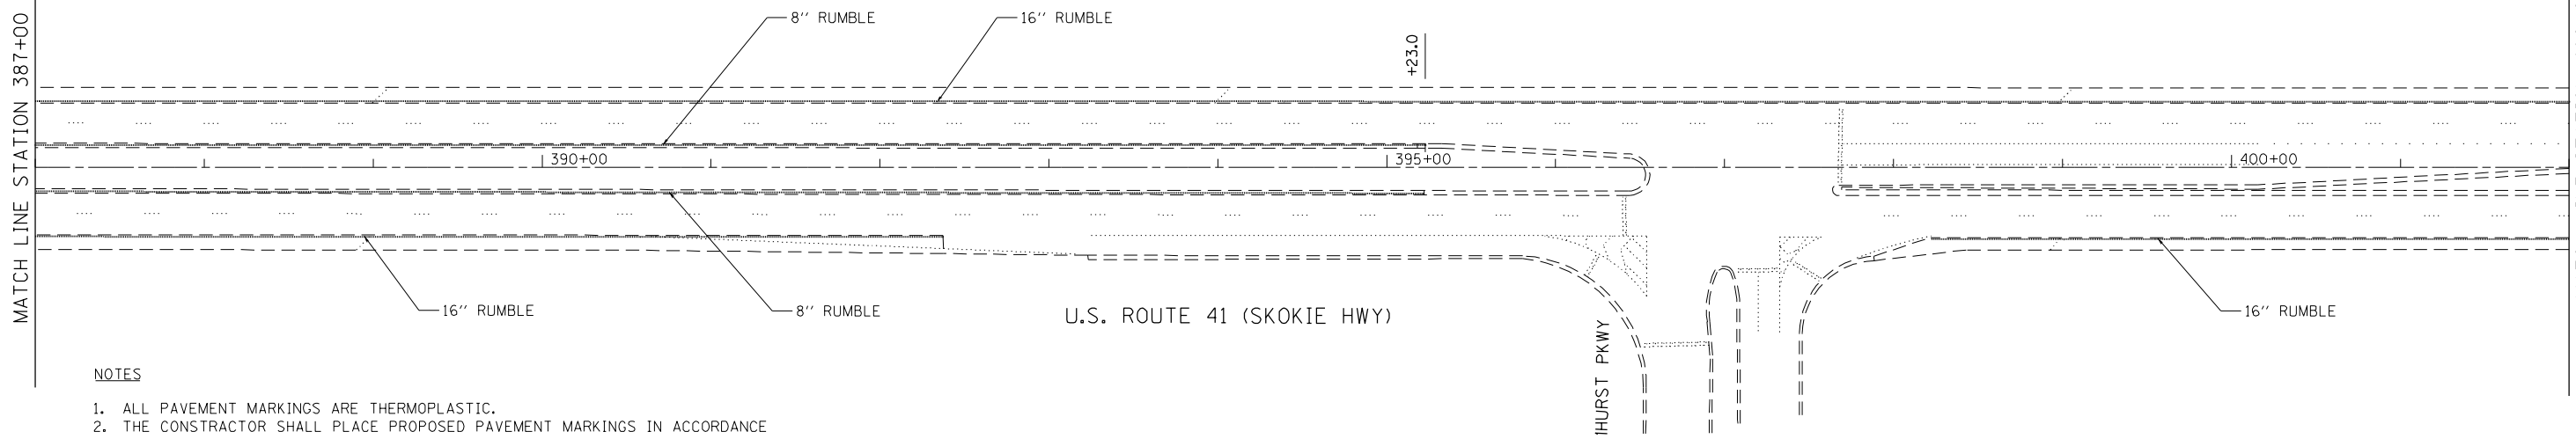 8'' RUMBLE
16'' RUMBLE
+23.0
MATCH LINE STATION 387+00
390+00
395+00
400+00
16'' RUMBLE
8'' RUMBLE
U.S. ROUTE 41 (SKOKIE HWY)
16'' RUMBLE
PKWY
NOTES
1. ALL PAVEMENT MARKINGS ARE THERMOPLASTIC.
2. THE CONSTRACTOR SHALL PLACE PROPOSED PAVEMENT MARKINGS IN ACCORDANCE